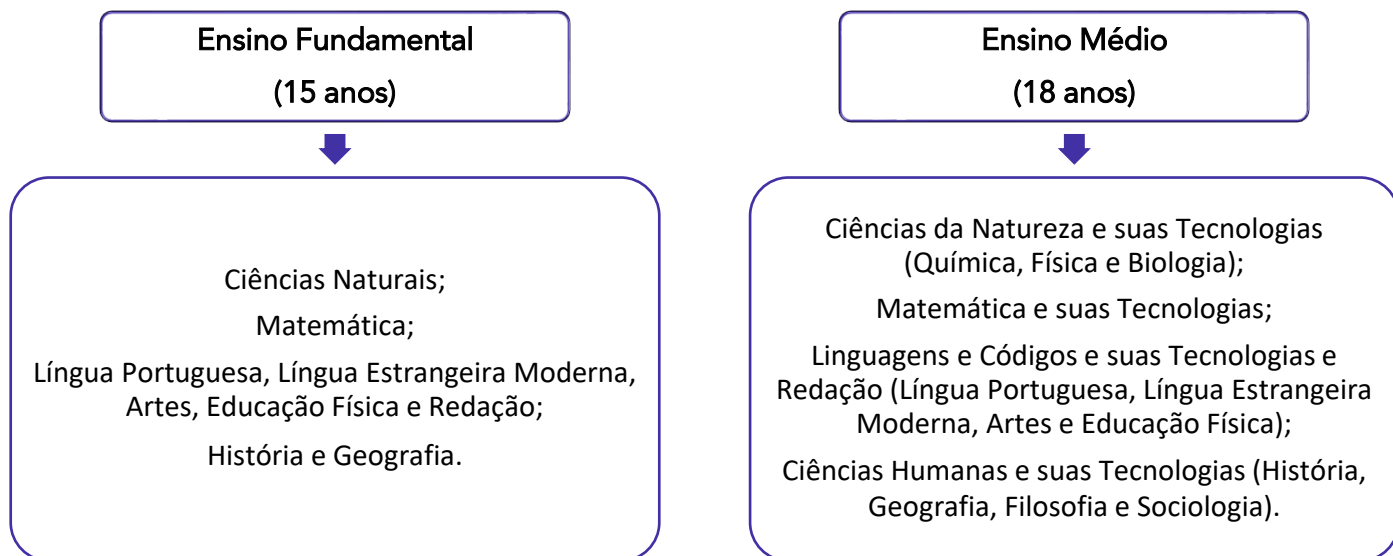 Ensino Fundamental
(15 anos)
Ciências Naturais;
Matemática;
Língua Portuguesa, Língua Estrangeira Moderna,
Artes, Educação Física e Redação;
História e Geografia.
Ensino Médio
(18 anos)
Ciências da Natureza e suas Tecnologias
(Química, Física e Biologia);
Matemática e suas Tecnologias;
Linguagens e Códigos e suas Tecnologias e
Redação (Língua Portuguesa, Língua Estrangeira
Moderna, Artes e Educação Física);
Ciências Humanas e suas Tecnologias (História,
Geografia, Filosofia e Sociologia).